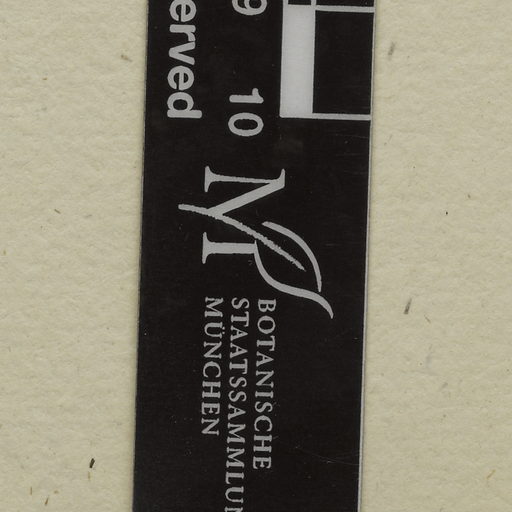 erved
9 10
BOTANISCHE
STAATSSAMMLUN
MÜNCHEN